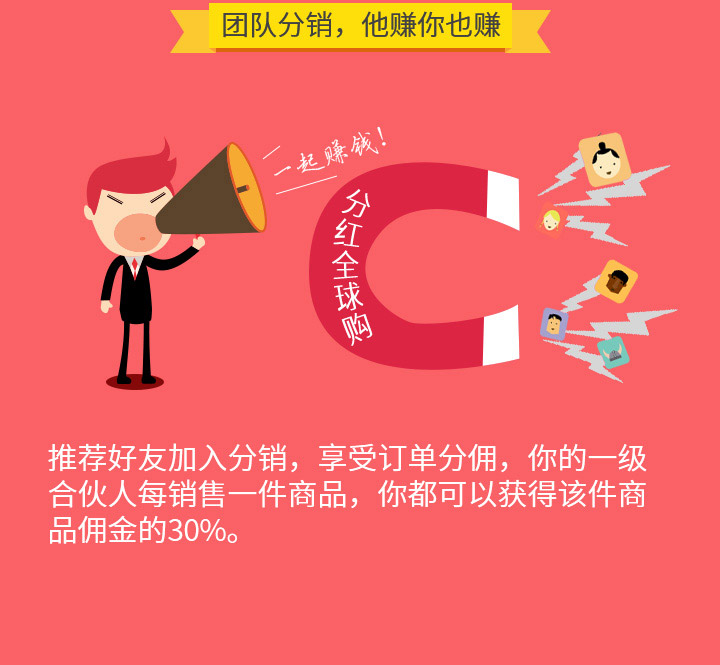 团队分销，他赚你也赚
一起赚钱！
分红全球购
推荐好友加入分销，享受订单分佣，你的一级
合伙人每销售一件商品，你都可以获得该件商
品佣金的30%。